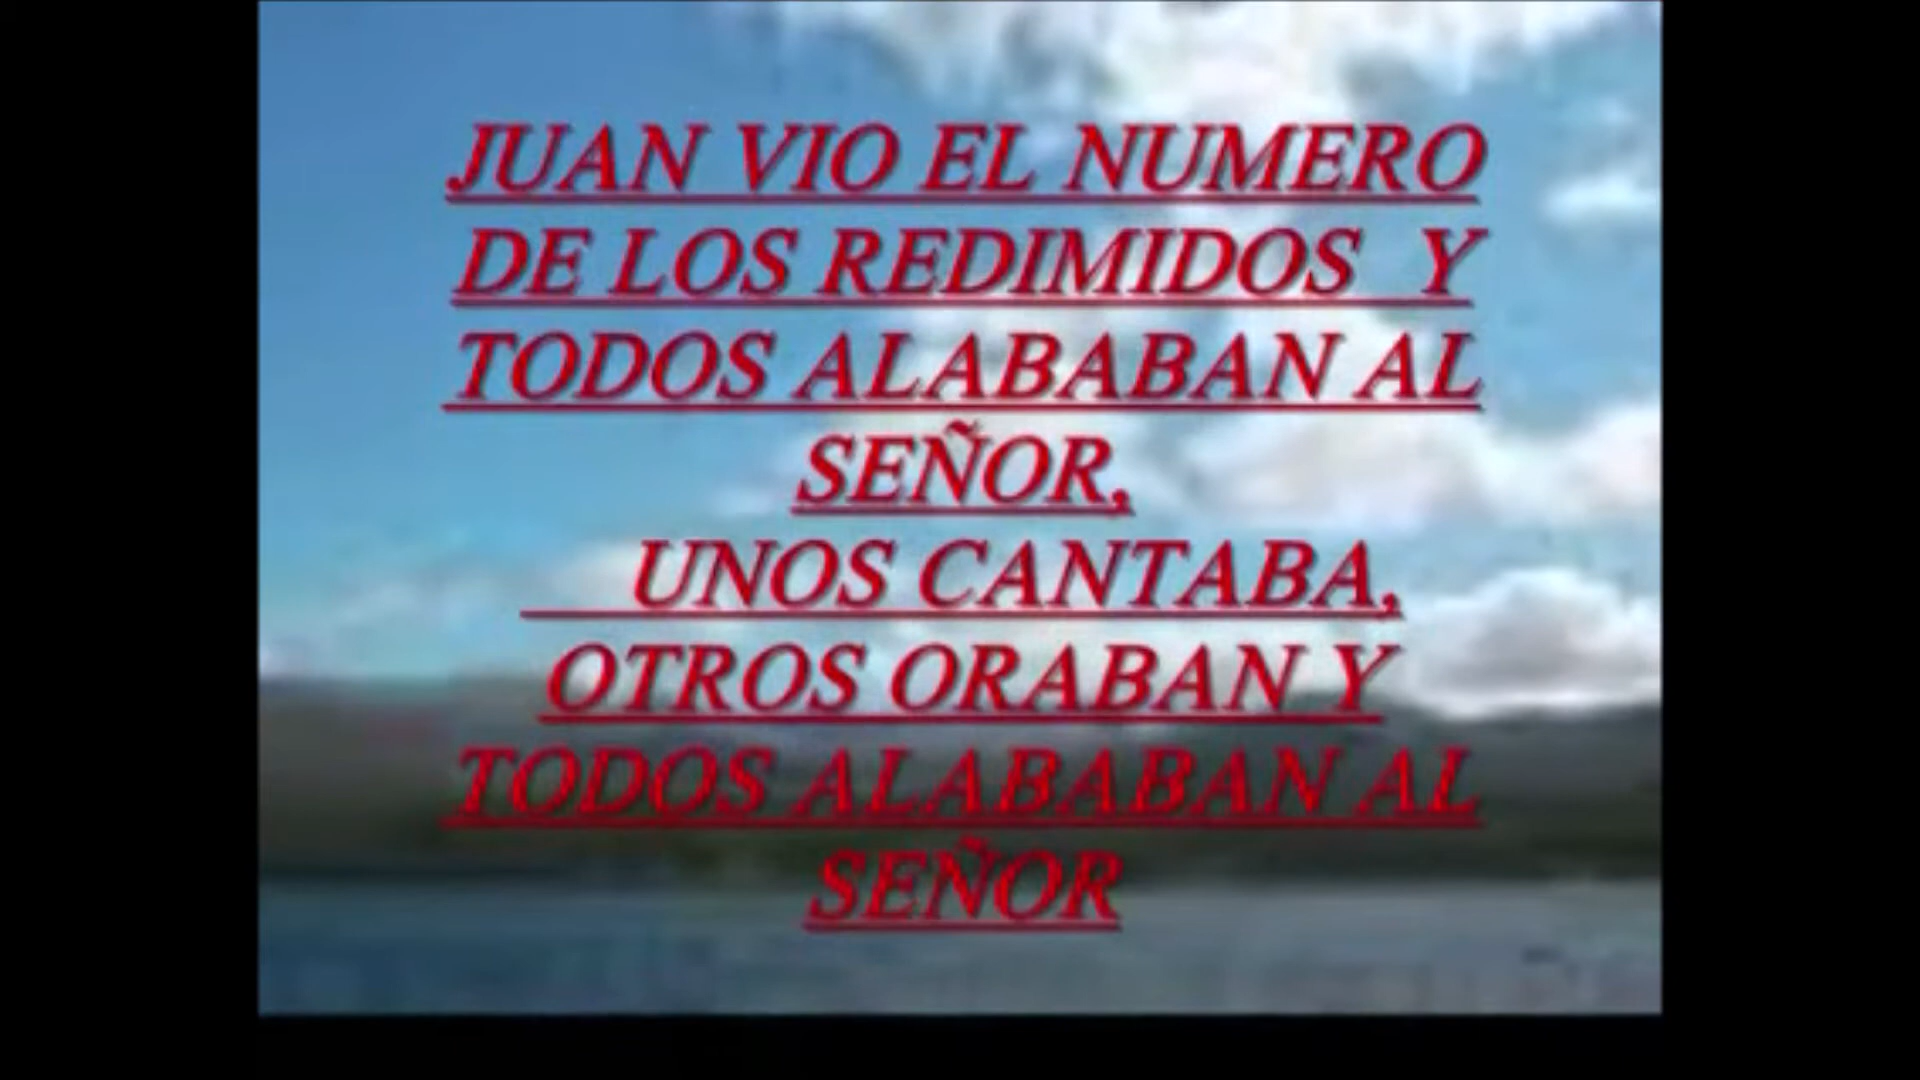 JUAN VIO EL NUMERO
DE LOS REDIMIDOS Y
TODOS ALABABAN AL
SEÑOR,
UNOS CANTABA,
OTROS ORABAN Y
TODOS ALABABAN AL
SEÑOR